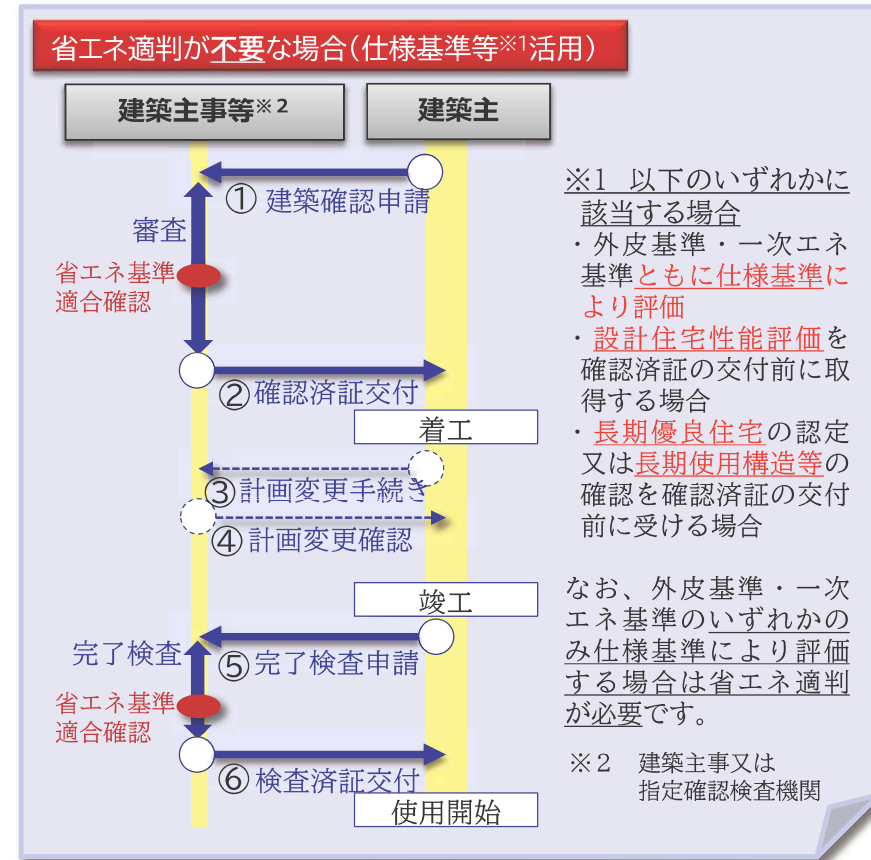 省エネ適判が不要な場合(仕様基準等※1活用)
建築主事等※2
建築主
①建築確認申請
審査
省エネ基準
適合確認
②確認済証交付
着工
③計画変更手続き
④計画変更確認
竣工
完了検査
⑤完了検査申請
省エネ基準
適合確認
⑥検査済証交付
使用開始
※1 以下のいずれかに
該当する場合
・外皮基準・一次エネ
基準ともに仕様基準に
より評価
・設計住宅性能評価を
確認済証の交付前に取
得する場合
・長期優良住宅の認定
又は長期使用構造等の
確認を確認済証の交付
前に受ける場合
なお、外皮基準・一次
エネ基準のいずれかの
み仕様基準により評価
する場合は省エネ適判
が必要です。
※2 建築主事又は
指定確認検査機関